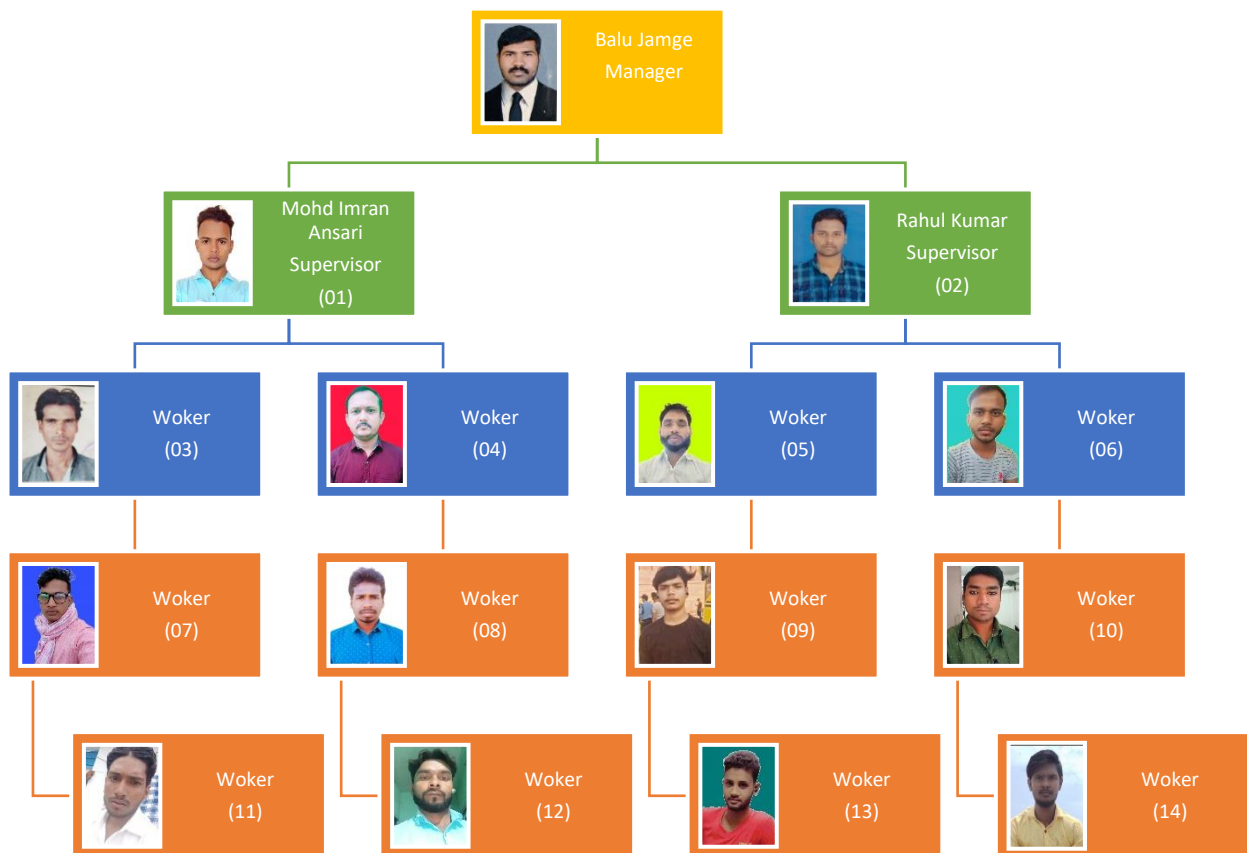 Balu Jamge
Manager
Mohd Imran
Ansari
Supervisor
(01)
Rahul Kumar
Supervisor
(02)
Woker
(03)
Woker
(04)
Woker
(05)
Woker
(06)
Woker
(07)
Woker
(08)
Woker
(09)
Woker
(10)
Woker
(11)
Woker
(12)
Woker
(13)
Woker
(14)